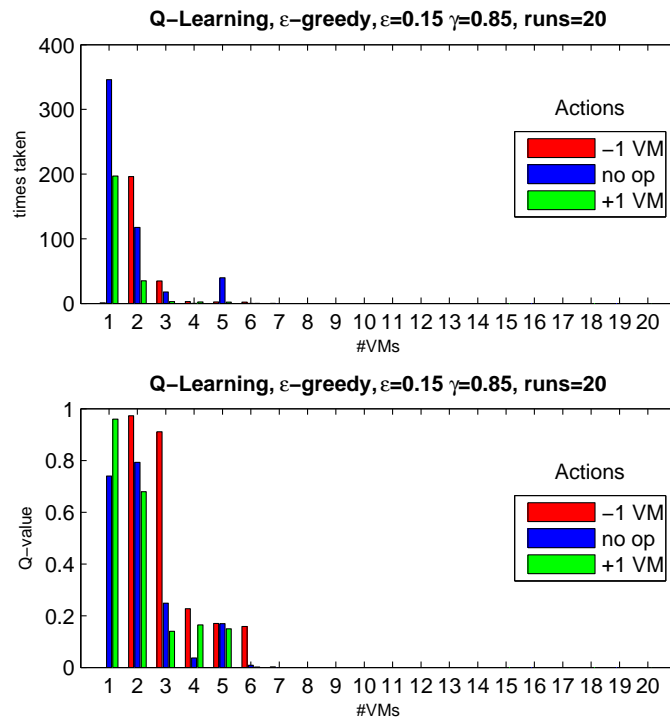 Q−Learning, ε−greedy, ε=0.15 γ=0.85, runs=20
400
300
200
100
0
times taken
Actions
−1 VM
no op
+1 VM
1 2 3 4 5 6 7 8 9 10 11 12 13 14 15 16 17 18 19 20
#VMs
Q−Learning, ε−greedy, ε=0.15 γ=0.85, runs=20
1
0.8
0.6
0.4
0.2
0
Q−value
Actions
−1 VM
no op
+1 VM
1 2 3 4 5 6 7 8 9 10 11 12 13 14 15 16 17 18 19 20
#VMs